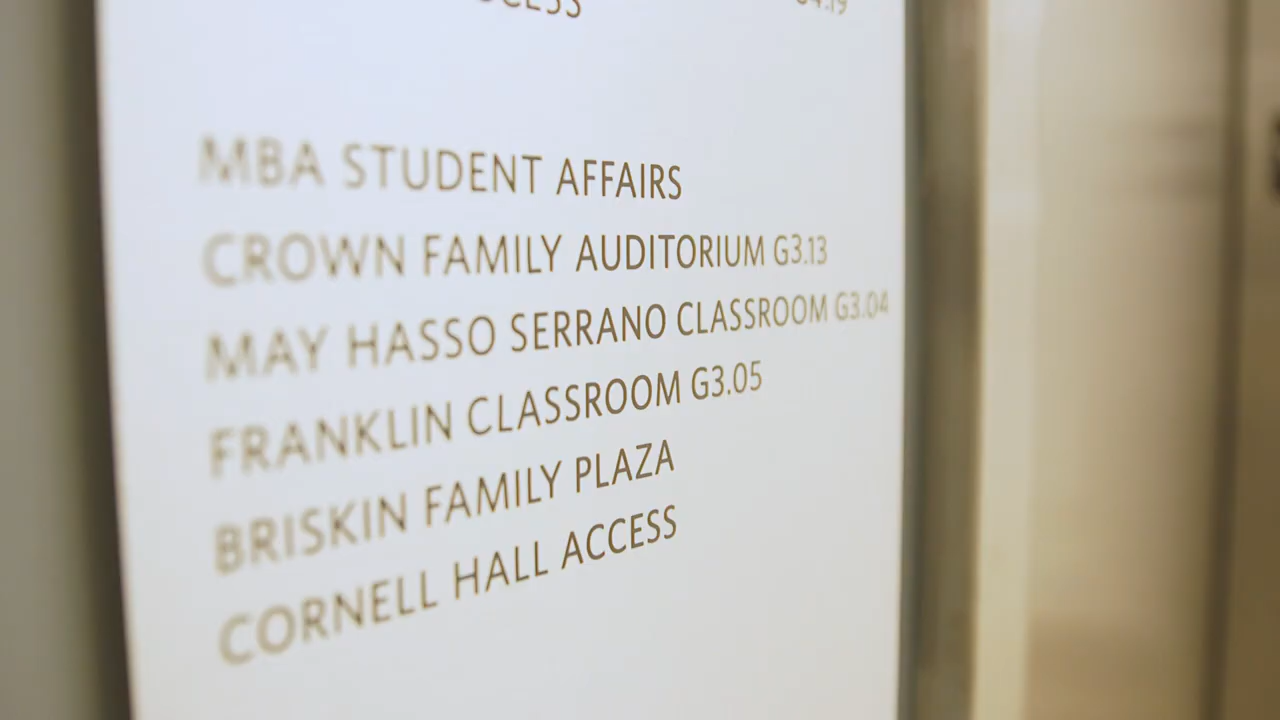 MBA STUDENT AFFAIRS
CROWN FAMILY AUDITORIUM G3.13
MAY HASSO SERRANO CLASSROOM G3.04
FRANKLIN CLASSROOM G3.05
BRISKIN FAMILY PLAZA
CORNELL HALL ACCESS